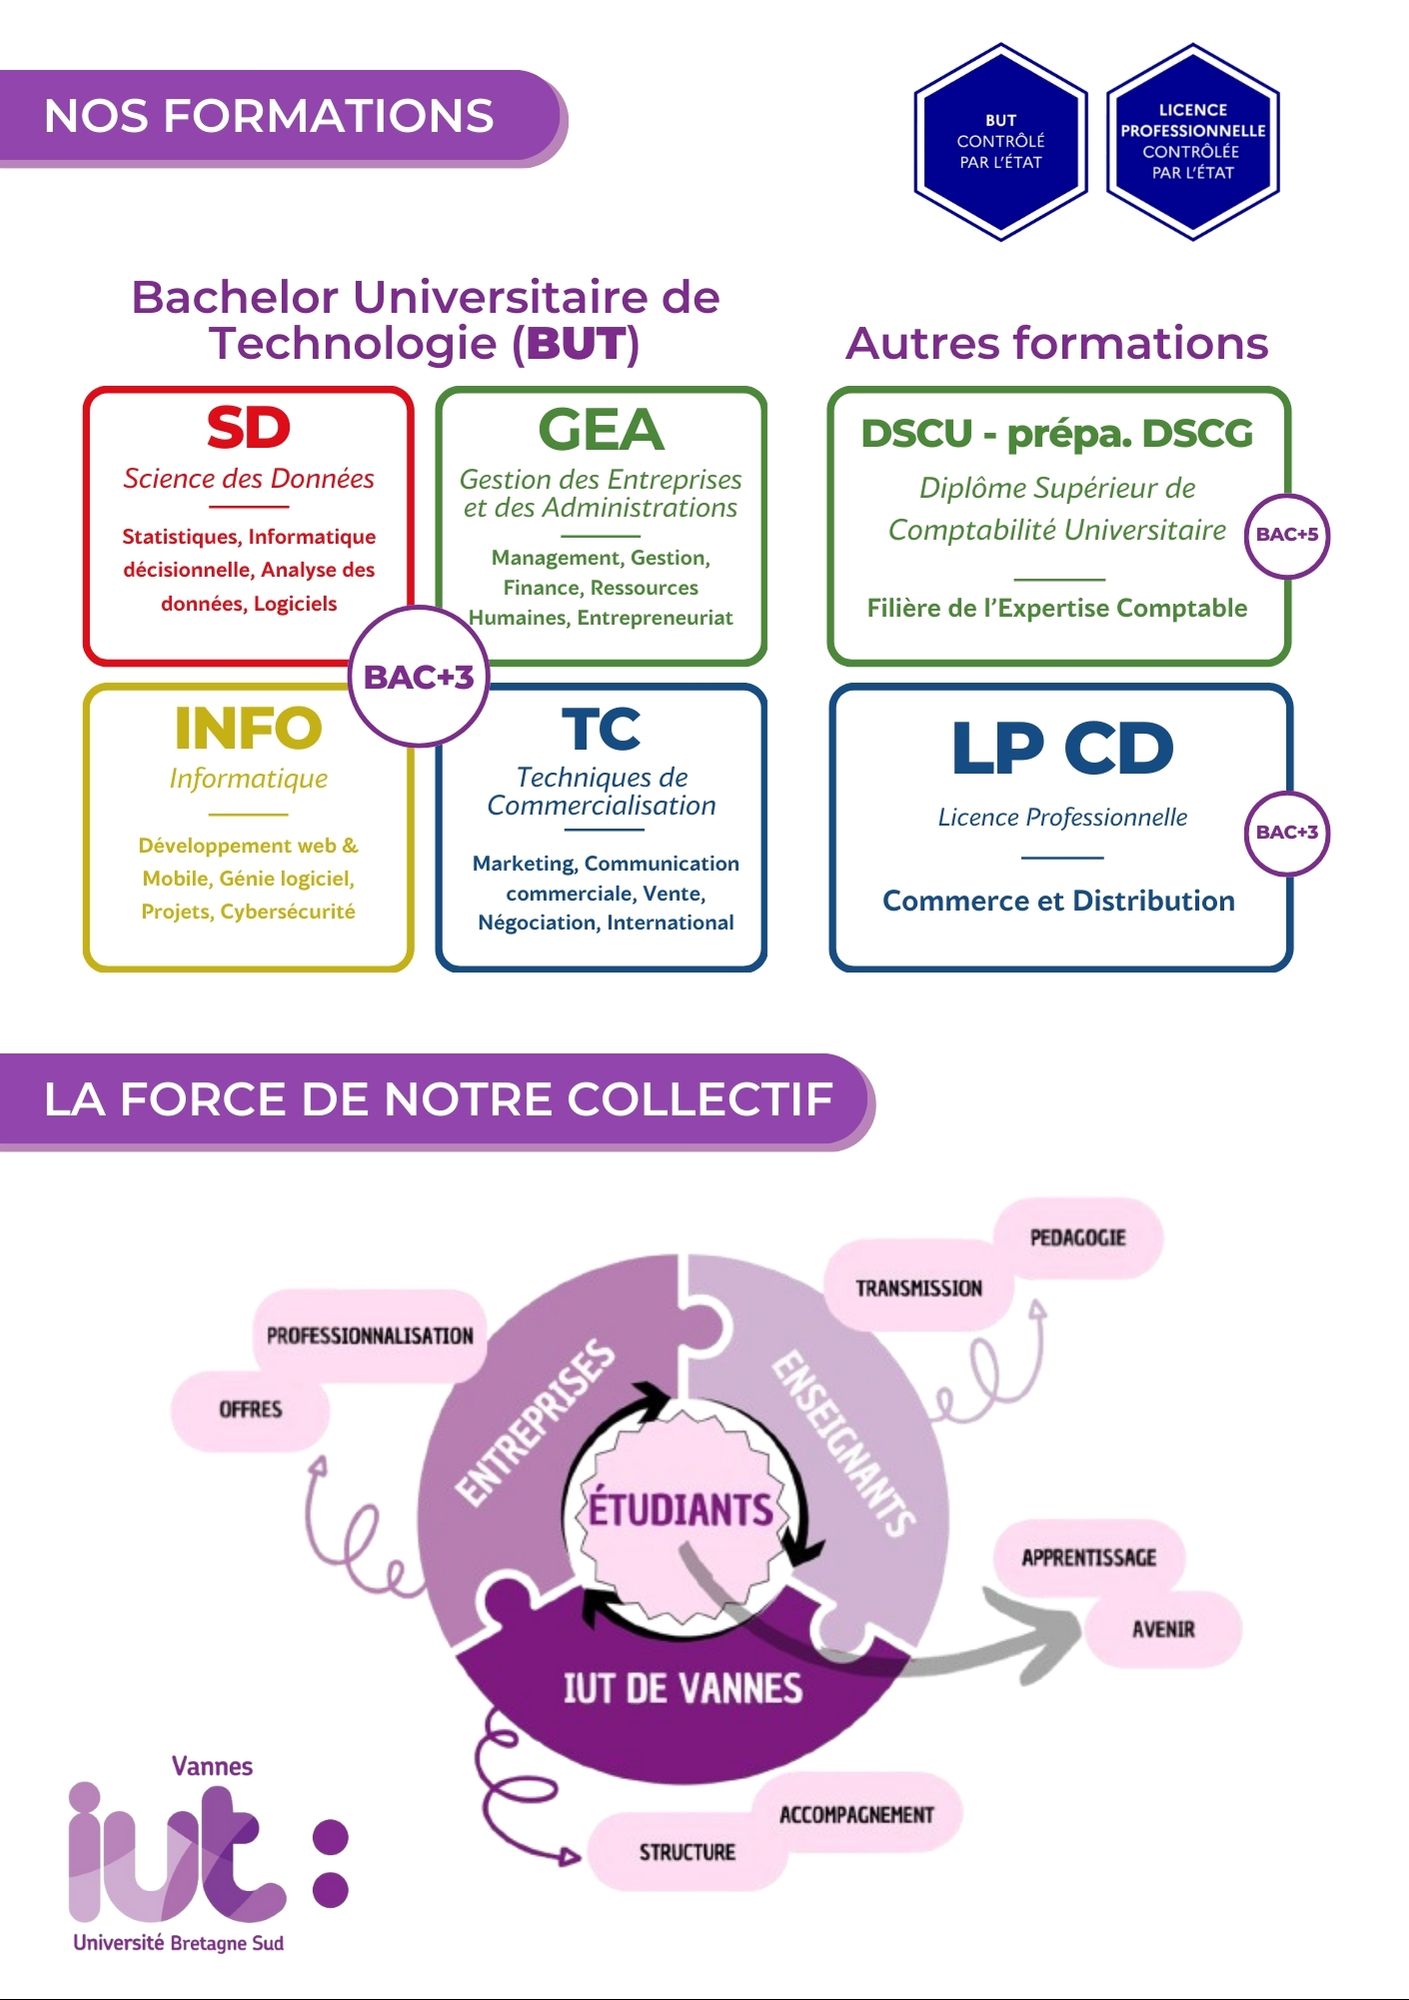 NOS FORMATIONS
BUT
CONTRÔLÉ
PAR L'ÉTAT
LICENCE
PROFESSIONNELLE
CONTRÔLÉE
PAR L'ÉTAT
Bachelor Universitaire de
Technologie (BUT)
SD
Science des Données
Statistiques, Informatique
décisionnelle, Analyse des
données, Logiciels
GEA
Gestion des Entreprises
et des Administrations
Management, Gestion,
Finance, Ressources
Humaines, Entrepreneuriat
BAC+3
INFO
Informatique
Développement web &
Mobile, Génie logiciel,
Projets, Cybersécurité
TC
Techniques de
Commercialisation
Marketing, Communication
commerciale, Vente,
Négociation, International
Autres formations
DSCU - prépa. DSCG
Diplôme Supérieur de
Comptabilité Universitaire
BAC+5
Filière de l'Expertise Comptable
LP CD
Licence Professionnelle
BAC+3
Commerce et Distribution
LA FORCE DE NOTRE COLLECTIF
PEDAGOGIE
TRANSMISSION
PROFESSIONNALISATION
OFFRES
ENTREPRISES
ENSEIGNANTS
ÉTUDIANTS
APPRENTISSAGE
AVENIR
IUT DE VANNES
ACCOMPAGNEMENT
STRUCTURE
Vannes
iut:
Université Bretagne Sud